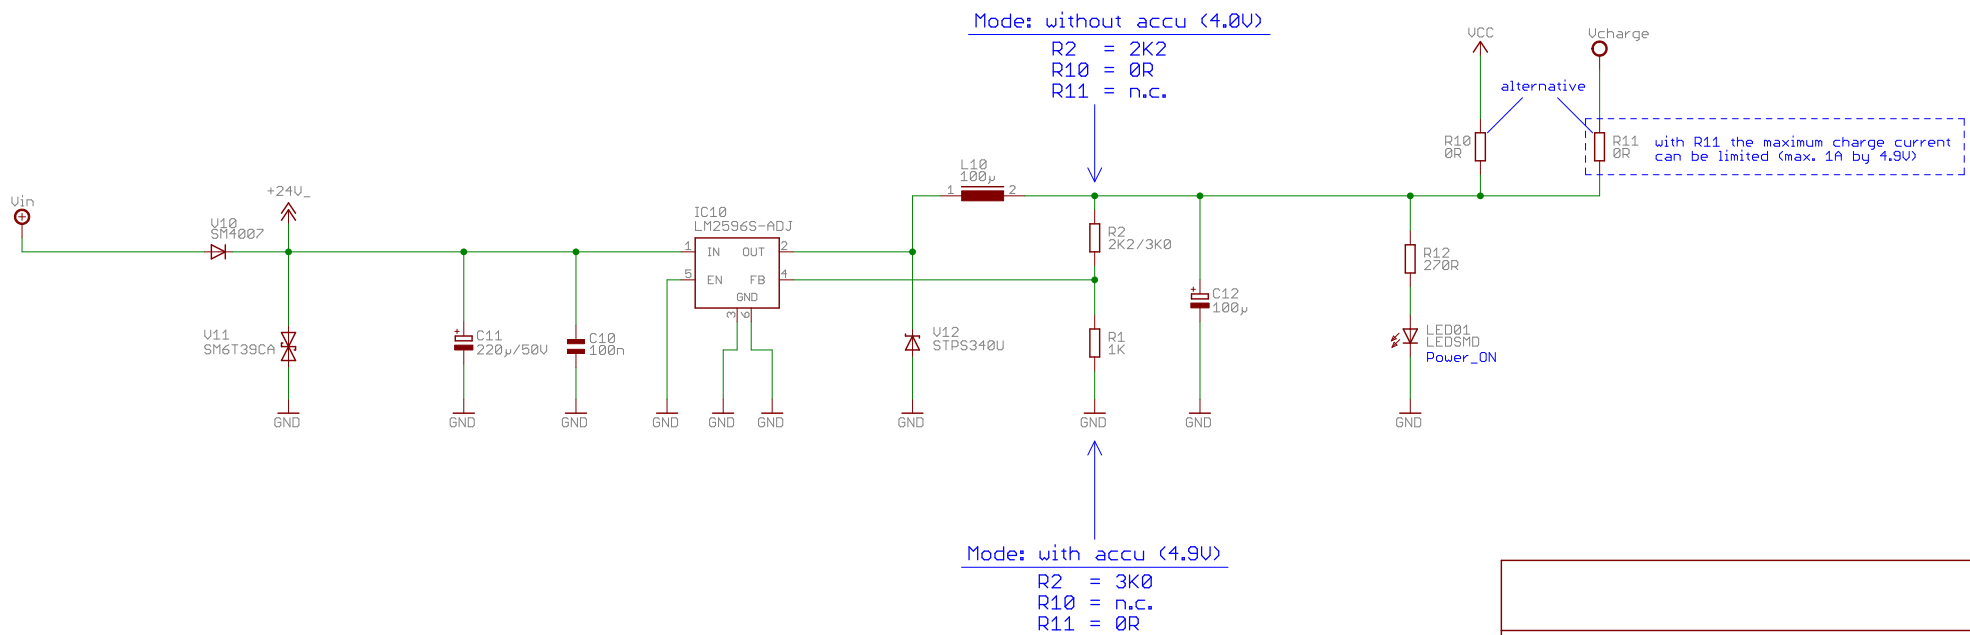 Mode: without accu (4.0V)
R2 = 2K2
R10 = 0R
R11 = n.c.
VCC
Vcharge
alternative
R10
0R
R11
0R
with R11 the maximum charge current
can be limited (max. 1A by 4.9V)
Vin
+24V_
V10
SM4007
IC10
LM2596S-ADJ
1
IN
OUT
2
5
EN
FB
4
GND
3
6
L10
100µ
1
2
R2
2K2/3K0
R12
270R
V11
SM6T39CA
C11
220µ/50V
C10
100n
V12
STPS340U
R1
1K
C12
100µ
LED01
LEDSMD
Power_ON
GND
GND
GND
GND
GND
GND
GND
GND
GND
GND
Mode: with accu (4.9V)
R2 = 3K0
R10 = n.c.
R11 = 0R